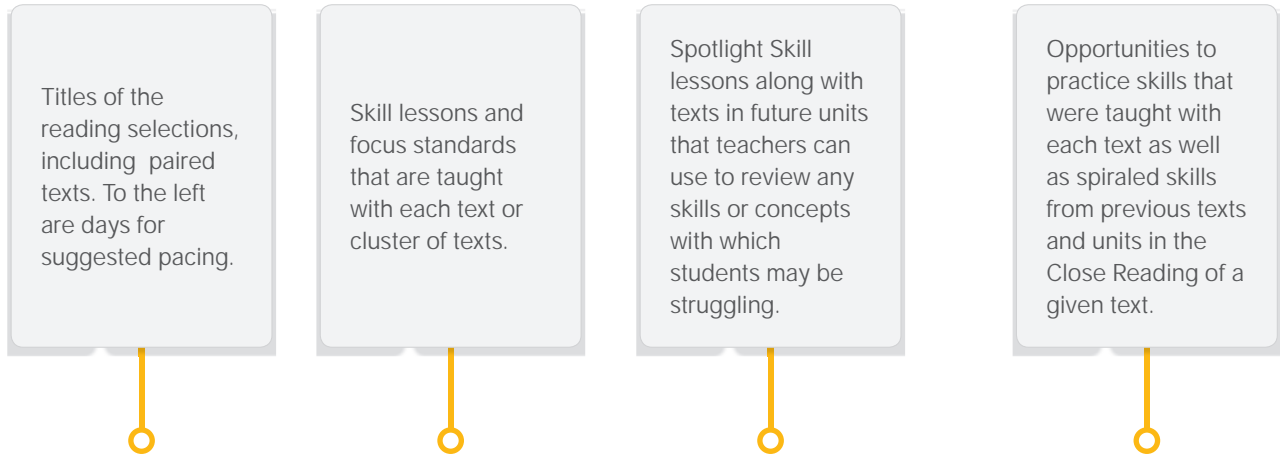 Titles of the
reading selections,
including  paired
texts. To the left
are days for
suggested pacing.
Skill lessons and
focus standards
that are taught
with each text or
cluster of texts.
Spotlight Skill
lessons along with
texts in future units
that teachers can
use to review any
skills or concepts
with which
students may be
struggling.
Opportunities to
practice skills that
were taught with
each text as well
as spiraled skills
from previous texts
and units in the
Close Reading of a
given text.